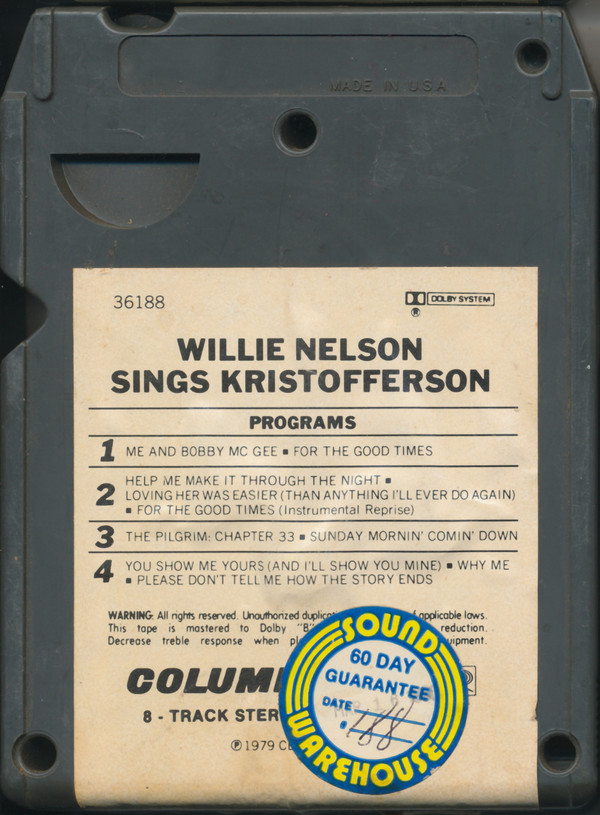 MADE IN USA
36188
DOLBY SYSTEM
®
WILLIE NELSON
SINGS KRISTOFFERSON
PROGRAMS
1 ME AND BOBBY MC GEE ▪ FOR THE GOOD TIMES
2 HELP ME MAKE IT THROUGH THE NIGHT ▪
LOVING HER WAS EASIER (THAN ANYTHING I'LL EVER DO AGAIN)
▪ FOR THE GOOD TIMES (Instrumental Reprise)
3 THE PILGRIM: CHAPTER 33 ▪ SUNDAY MORNIN' COMIN' DOWN
4 YOU SHOW ME YOURS (AND I'LL SHOW YOU MINE) ▪ WHY ME
▪ PLEASE DON'T TELL ME HOW THE STORY ENDS
WARNING: All rights reserved. Unauthorized of applicable laws.
This tape is mastered to Dolby "B" reduction.
Decrease treble response when
COLUM
8 - TRACK STER
℗ 1979
SOUND
60 DAY
GUARANTEE
DATE
188
WAREHOUSE